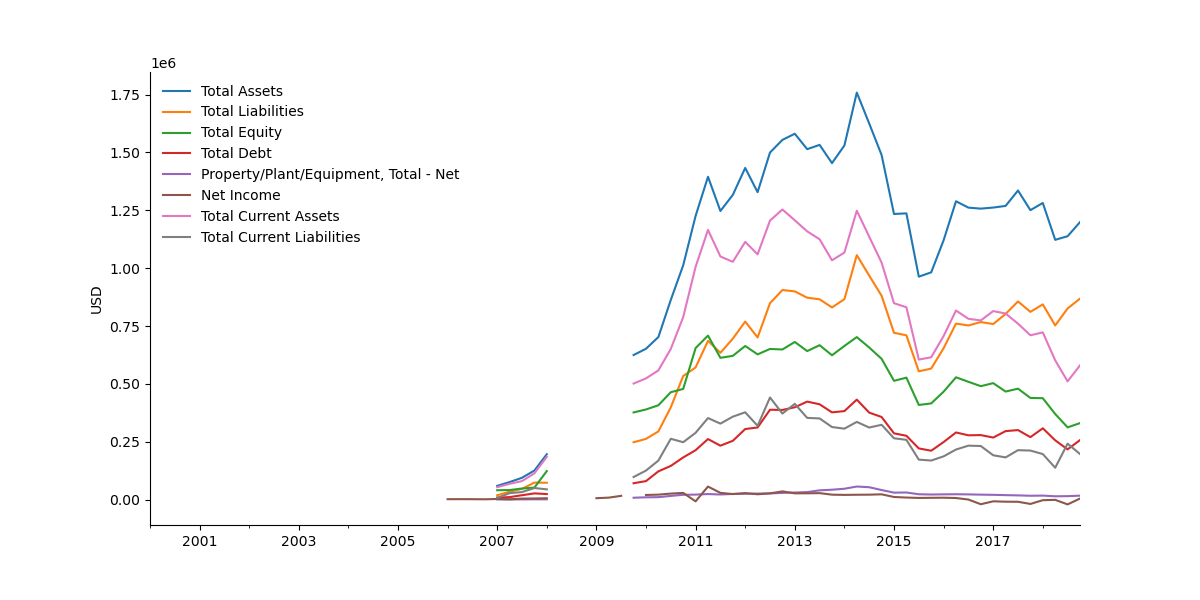 1e6
1.75
1.50
1.25
1.00
0.75
0.50
0.25
0.00
USD
Total Assets
Total Liabilities
Total Equity
Total Debt
Property/Plant/Equipment, Total - Net
Net Income
Total Current Assets
Total Current Liabilities
2001 2003 2005 2007 2009 2011 2013 2015 2017